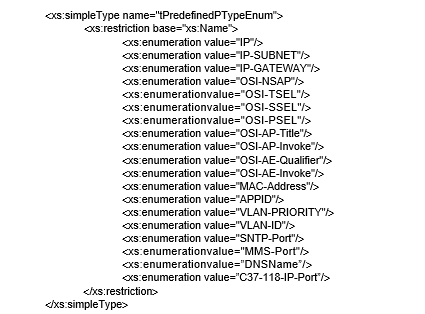 <xs:simpleType name="tPredefinedPTypeEnum">
<xs:restriction base="xs:Name">
<xs:enumeration value="IP"/>
<xs:enumeration value="IP-SUBNET"/>
<xs:enumeration value="IP-GATEWAY"/>
<xs:enumeration value="OSI-NSAP"/>
<xs:enumerationvalue="OSI-TSEL"/>
<xs:enumerationvalue="OSI-SSEL"/>
<xs:enumerationvalue="OSI-PSEL"/>
<xs:enumeration value="OSI-AP-Title"/>
<xs:enumeration value="OSI-AP-Invoke"/>
<xs:enumeration value="OSI-AE-Qualifier"/>
<xs:enumeration value="OSI-AE-Invoke"/>
<xs:enumeration value="MAC-Address"/>
<xs:enumeration value="APPID"/>
<xs:enumeration value="VLAN-PRIORITY"/>
<xs:enumeration value="VLAN-ID"/>
<xs:enumeration value="SNTP-Port"/>
<xs:enumerationvalue="MMS-Port"/>
<xs:enumerationvalue="DNSName"/>
<xs:enumeration value="C37-118-IP-Port"/>
</xs:restriction>
</xs:simpleType>